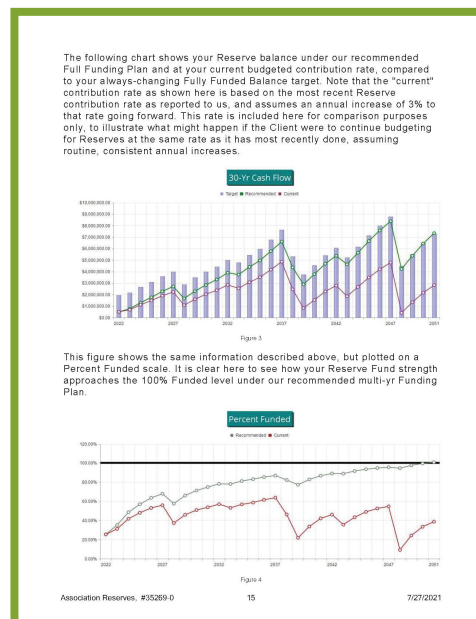 The following chart shows your Reserve balance under our recommended
Full Funding Plan and at your current budgeted contribution rate, compared
to your always-changing Fully Funded Balance target. Note that the "current"
contribution rate as shown here is based on the most recent Reserve
contribution rate as reported to us, and assumes an annual increase of 3% to
that rate going forward. This rate is included here for comparison purposes
only, to illustrate what might happen if the Client were to continue budgeting
for Reserves at the same rate as it has most recently done, assuming
routine, consistent annual increases.
30-Yr Cash Flow
Target Recommended Current
$10,000,000.00
$9,000,000.00
$8,000,000.00
$7,000,000.00
$6,000,000.00
$5,000,000.00
$4,000,000.00
$3,000,000.00
$2,000,000.00
$1,000,000.00
$0.00
2022 2027 2032 2037 2042 2047 2051
Figure 3
This figure shows the same information described above, but plotted on a
Percent Funded scale. It is clear here to see how your Reserve Fund strength
approaches the 100% Funded level under our recommended multi-yr Funding
Plan.
Percent Funded
Recommended Current
120.00%
100.00%
80.00%
60.00%
40.00%
20.00%
0.00%
2022 2027 2032 2037 2042 2047 2051
Figure 4
Association Reserves, #35269-0 15 7/27/2021